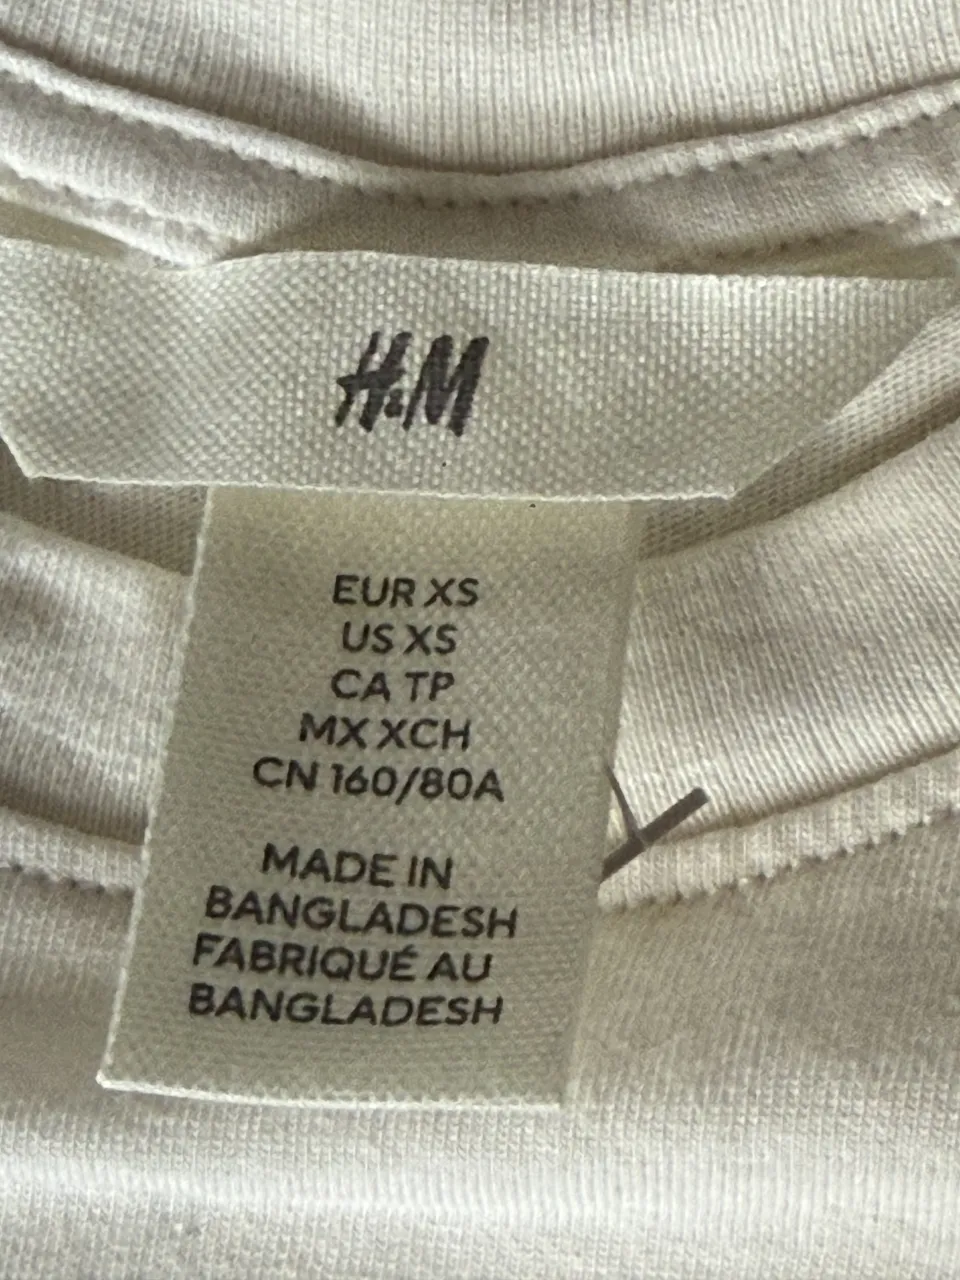 H&M
EUR XS
US XS
CA TP
MX XCH
CN 160/80A
MADE IN
BANGLADESH
FABRIQUÉ AU
BANGLADESH